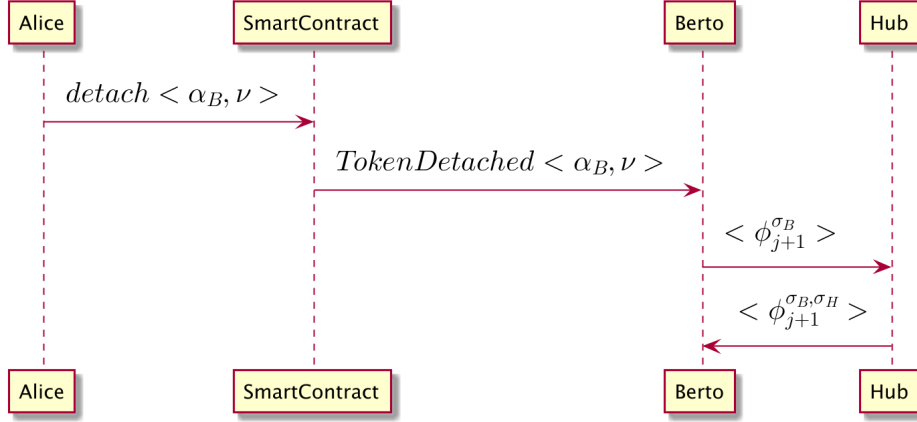 Alice SmartContract Berto Hub
detach < α_B, ν >
TokenDetached < α_B, ν >
< ϕ_{j+1}^{σ_B} >
< ϕ_{j+1}^{σ_B,σ_H} >
Alice SmartContract Berto Hub